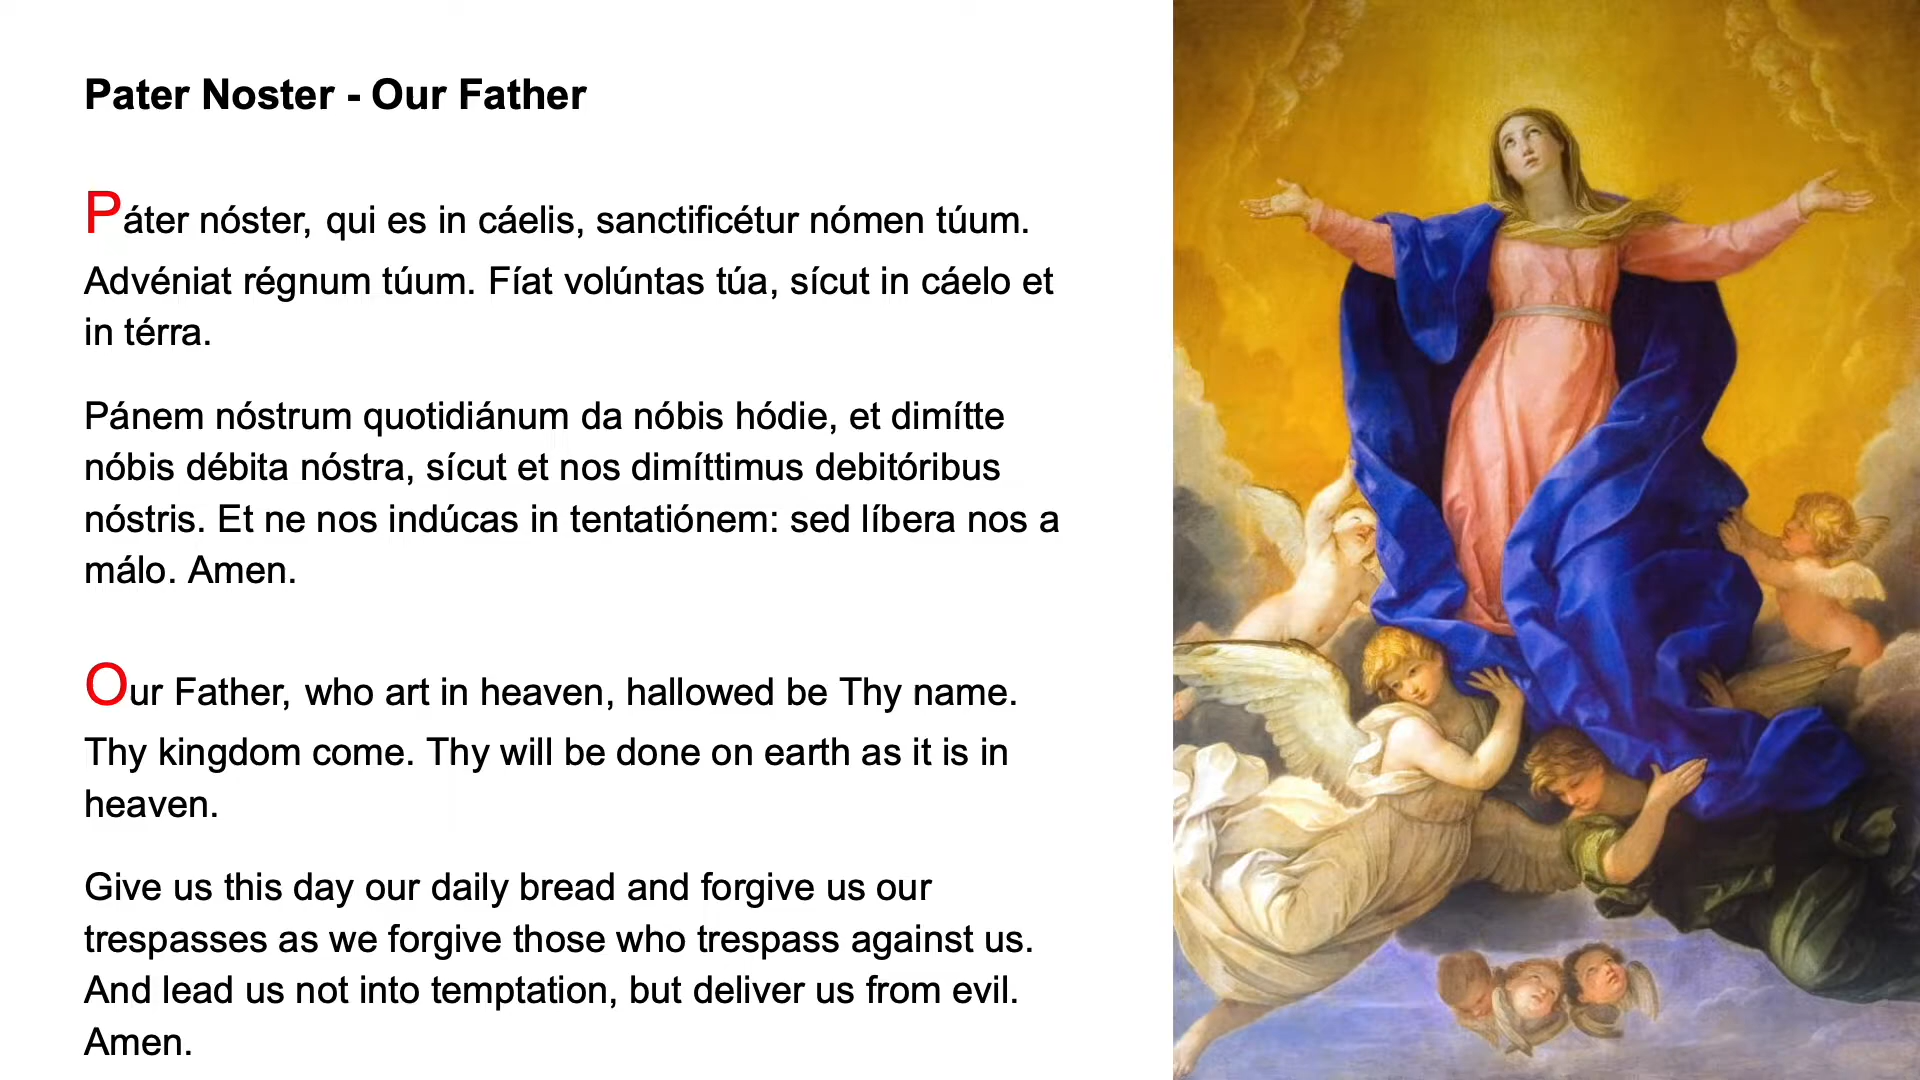 Pater Noster - Our Father
Páter nóster, qui es in cáelis, sanctificétur nómen túum.
Advéniat régnum túum. Fíat volúntas túa, sícut in cáelo et
in térra.
Pánem nóstrum quotidiánum da nóbis hódie, et dimítte
nóbis débita nóstra, sícut et nos dimíttimus debitóribus
nóstris. Et ne nos indúcas in tentatiónem: sed líbera nos a
málo. Amen.
Our Father, who art in heaven, hallowed be Thy name.
Thy kingdom come. Thy will be done on earth as it is in
heaven.
Give us this day our daily bread and forgive us our
trespasses as we forgive those who trespass against us.
And lead us not into temptation, but deliver us from evil.
Amen.